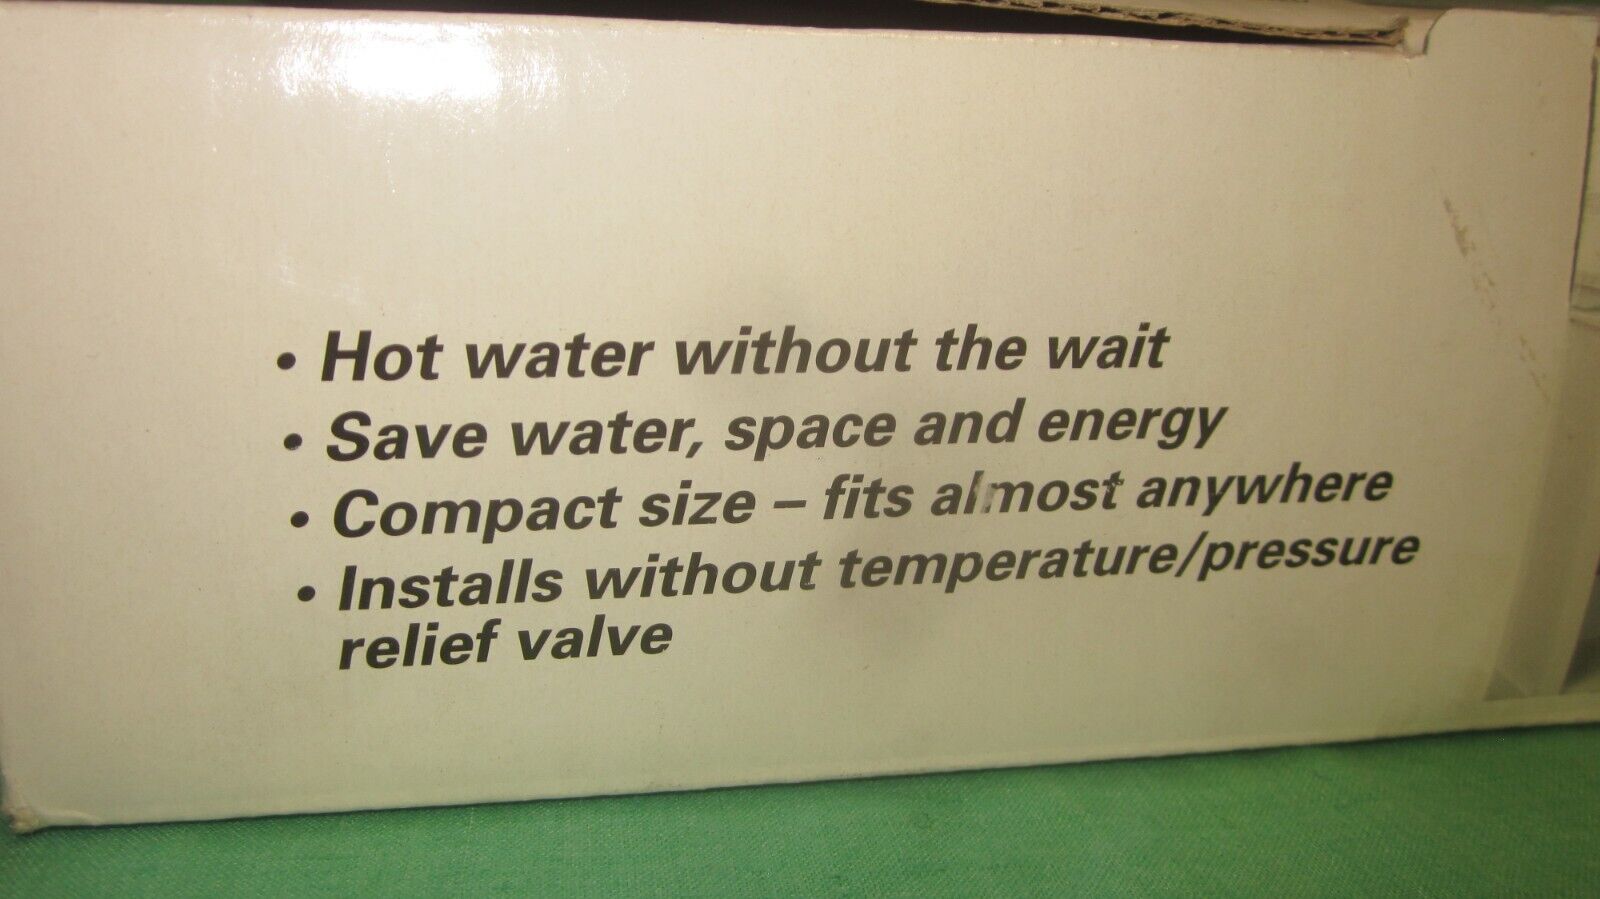 • Hot water without the wait
• Save water, space and energy
• Compact size – fits almost anywhere
• Installs without temperature/pressure
relief valve